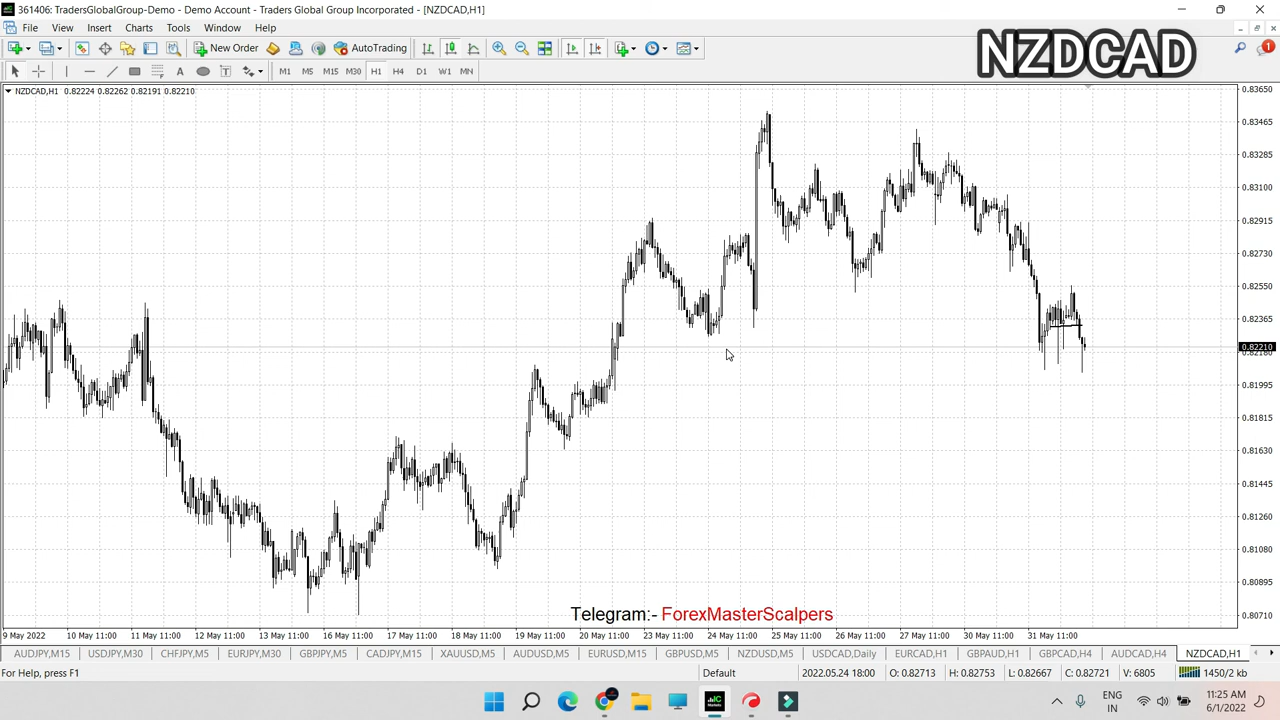 361406: TradersGlobalGroup-Demo - Demo Account - Traders Global Group Incorporated - [NZDCAD,H1]
File View Insert Charts Tools Window Help
NZDCAD
New Order AutoTrading
1
M1 M5 M15 M30 H1 H4 D1 W1 MN
NZDCAD,H1 0.82224 0.82262 0.82191 0.82210
0.83650
0.83465
0.83285
0.83100
0.82915
0.82730
0.82550
0.82365
0.82210
0.82180
0.81995
0.81815
0.81630
0.81445
0.81260
0.81080
0.80895
0.80710
Telegram:- ForexMasterScalpers
9 May 2022 10 May 11:00 11 May 11:00 12 May 11:00 13 May 11:00 16 May 11:00 17 May 11:00 18 May 11:00 19 May 11:00 20 May 11:00 23 May 11:00 24 May 11:00 25 May 11:00 26 May 11:00 27 May 11:00 30 May 11:00 31 May 11:00
AUDJPY,M15 USDJPY,M30 CHFJPY,M5 EURJPY,M30 GBPJPY,M5 CADJPY,M15 XAUUSD,M5 AUDUSD,M5 EURUSD,M15 GBPUSD,M5 NZDUSD,M5 USDCAD,Daily EURCAD,H1 GBPAUD,H1 GBPCAD,H4 AUDCAD,H4 NZDCAD,H1
For Help, press F1 Default 2022.05.24 18:00 O: 0.82713 H: 0.82753 L: 0.82667 C: 0.82721 V: 6805 1450/2 kb
ENG
IN
11:25 AM
6/1/2022